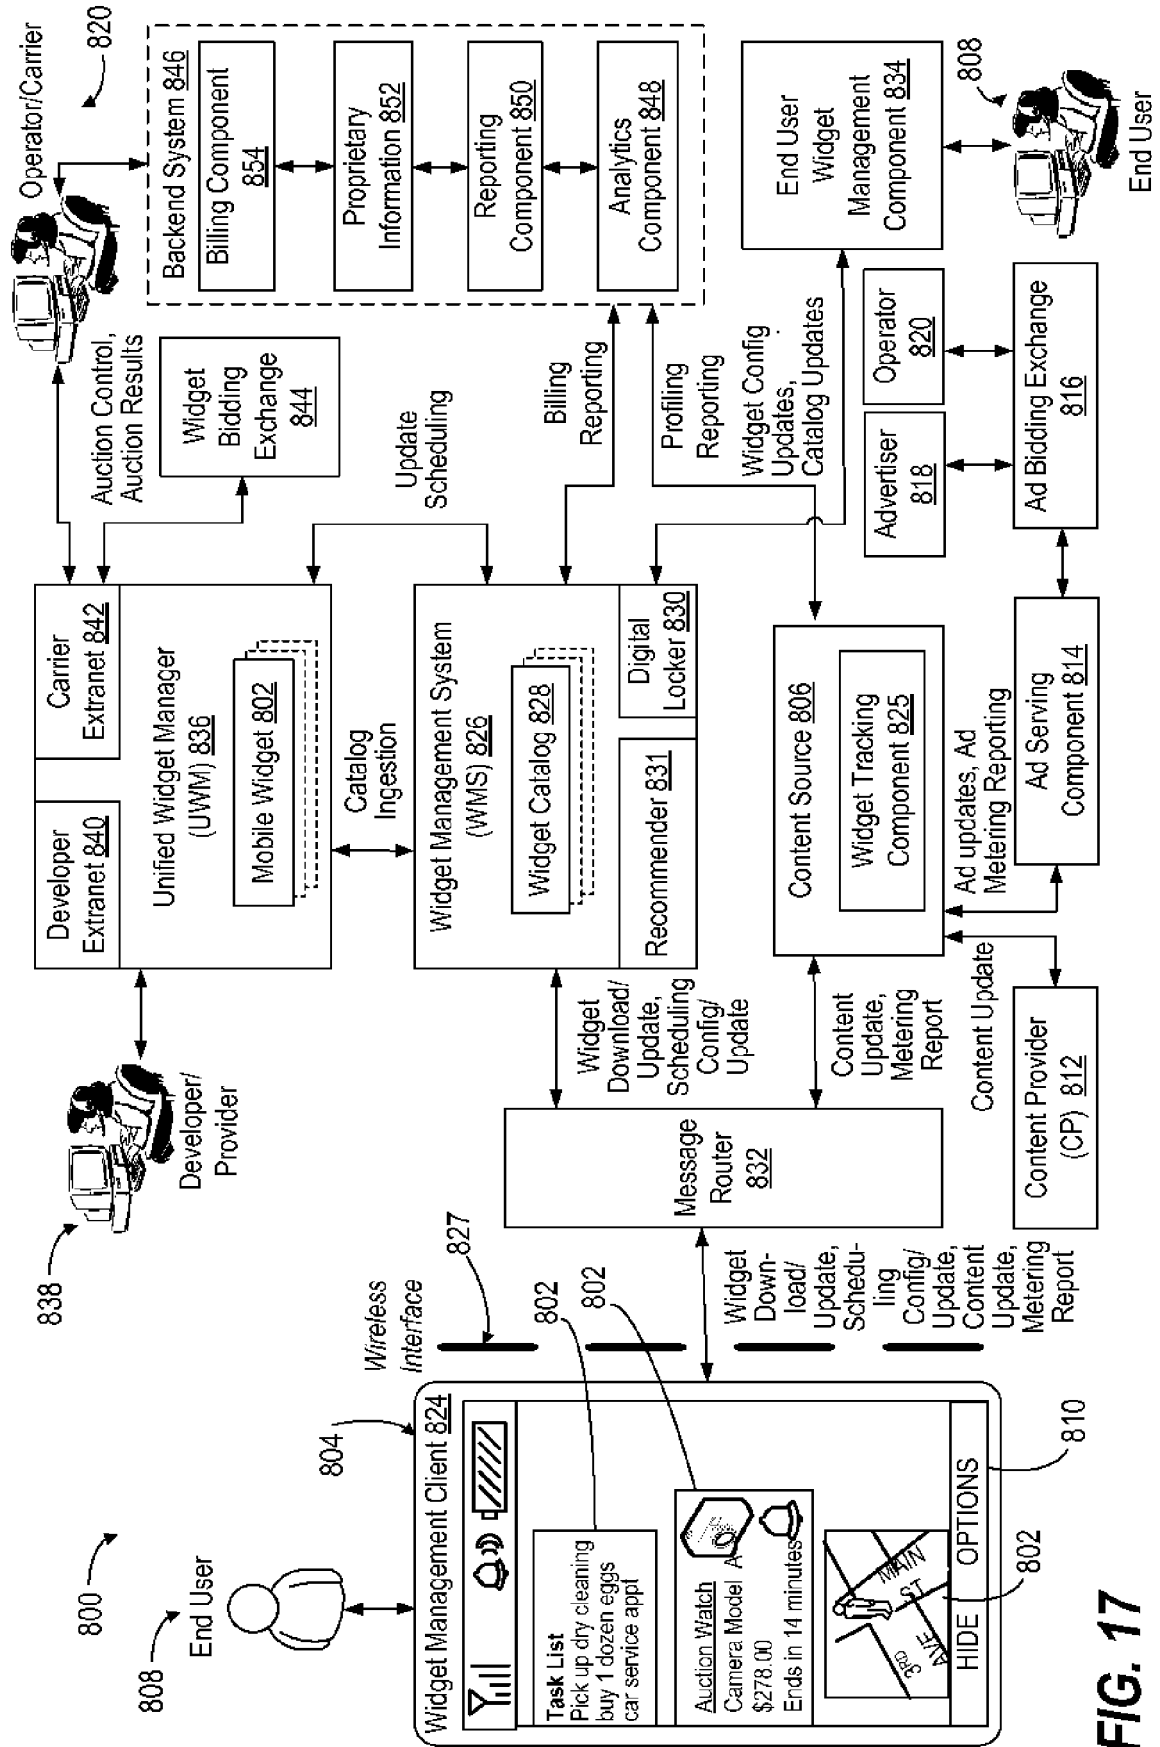 800
808
End User
804
Widget Management Client 824
Task List
Pick up dry cleaning
buy 1 dozen eggs
car service appt
802
Auction Watch
Camera Model A
$278.00
Ends in 14 minutes
802
MAIN
ST
3RD
AVE
802
HIDE
OPTIONS
810
Wireless
Interface
827
Widget
Down-
load/
Update,
Schedu-
ling
Config/
Update,
Content
Update,
Metering
Report
838
Developer/
Provider
Message
Router
832
Widget
Download/
Update,
Scheduling
Config/
Update
Content
Update,
Metering
Report
Content Update
Content Provider
(CP) 812
Developer
Extranet 840
Carrier
Extranet 842
Unified Widget Manager
(UWM) 836
Mobile Widget 802
Catalog
Ingestion
Widget Management System
(WMS) 826
Widget Catalog 828
Recommender 831
Digital
Locker 830
Content Source 806
Widget Tracking
Component 825
Ad updates, Ad
Metering Reporting
Ad Serving
Component 814
Auction Control,
Auction Results
Widget
Bidding
Exchange
844
Update
Scheduling
Billing
Reporting
Profiling
Reporting
Widget Config
Updates,
Catalog Updates
Advertiser
818
Operator
820
Ad Bidding Exchange
816
Operator/Carrier
820
Backend System 846
Billing Component
854
Proprietary
Information 852
Reporting
Component 850
Analytics
Component 848
End User
Widget
Management
Component 834
808
End User
FIG. 17